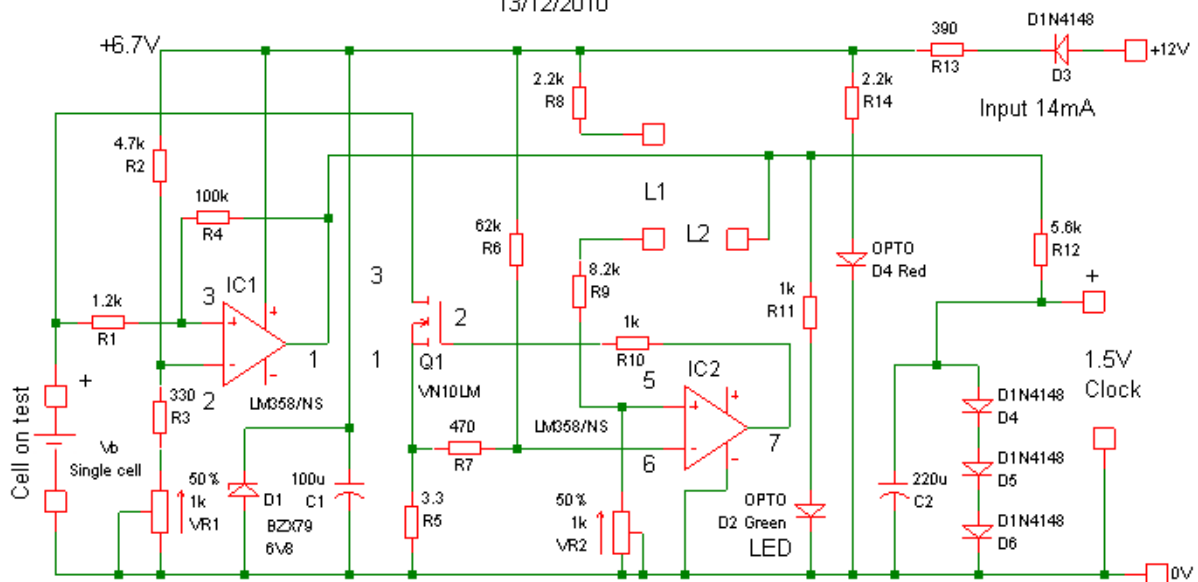 13/12/2010
+6.7V
390
R13
D1N4148
D3
+12V
Input 14mA
2.2k
R8
2.2k
R14
4.7k
R2
100k
R4
L1
L2
62k
R6
8.2k
R9
OPTO
D4 Red
5.6k
R12
+
1.5V
Clock
1.2k
R1
IC1
3
2
1
+
-
+
-
LM358/NS
3
2
1
Q1
VN10LM
1k
R10
1k
R11
IC2
5
6
7
+
-
+
-
LM358/NS
330
R3
Cell on test
+
Vb
Single cell
50%
1k
VR1
D1
BZX79
6V8
100u
C1
470
R7
3.3
R5
50%
1k
VR2
OPTO
D2 Green
LED
220u
C2
D1N4148
D4
D1N4148
D5
D1N4148
D6
0V